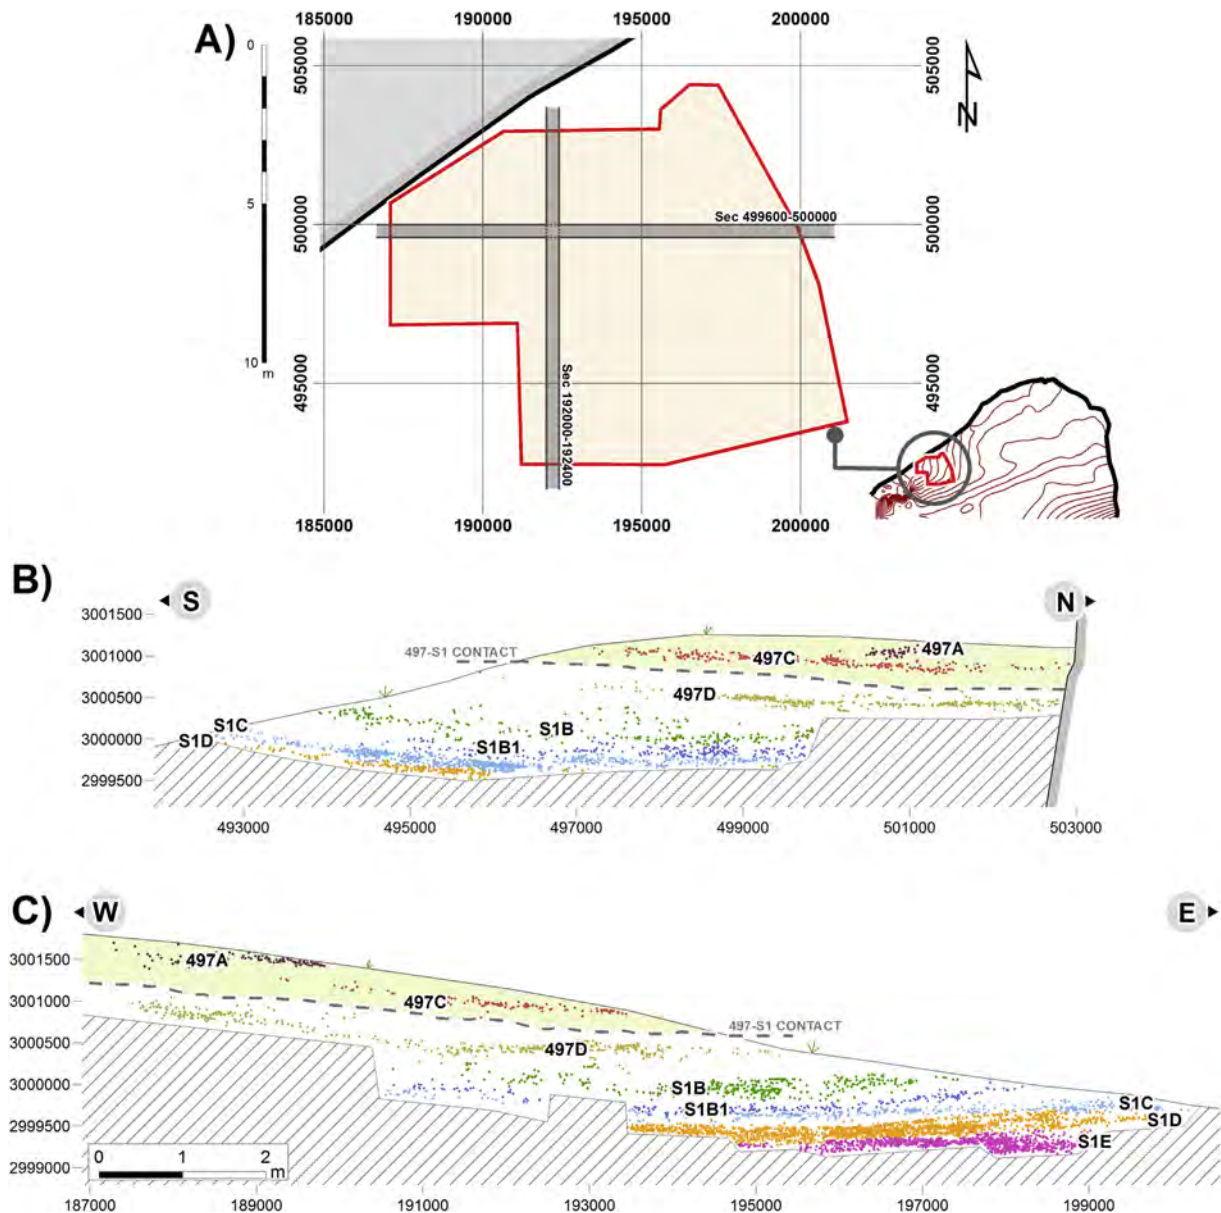 A)
185000 190000 195000 200000
0
505000 505000
N
5
Sec 499600-500000
500000 500000
10
m
Sec 192000-192400
495000 495000
185000 190000 195000 200000
B)
S N
3001500
497-S1 CONTACT
497A
3001000
497C
3000500
497D
S1C
S1B
3000000
S1D
S1B1
2999500
493000 495000 497000 499000 501000 503000
C)
W E
3001500
497A
3001000
497C
497-S1 CONTACT
3000500
497D
3000000
S1B
S1B1
S1C
2999500
S1D
S1E
0 1 2
m
2999000
187000 189000 191000 193000 195000 197000 199000